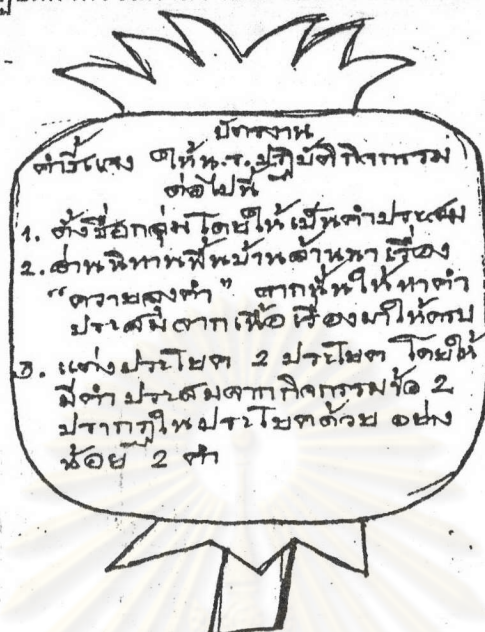 บัตรงาน
คำชี้แจง ให้น.ร.ปฏิบัติกิจกรรม
ต่อไปนี้
1. ตั้งชื่อกลุ่มโดยให้เป็นคำประสม
2. อ่านนิทานพื้นบ้านล้านนาเรื่อง
"ควายลุงคำ" จากนั้นให้หาคำ
ประสมจากเนื้อเรื่องมาให้ครบ
3. แต่งประโยค 2 ประโยค โดยให้
มีคำประสมจากกิจกรรมข้อ 2
ปรากฏในประโยคด้วย อย่าง
น้อย 2 คำ